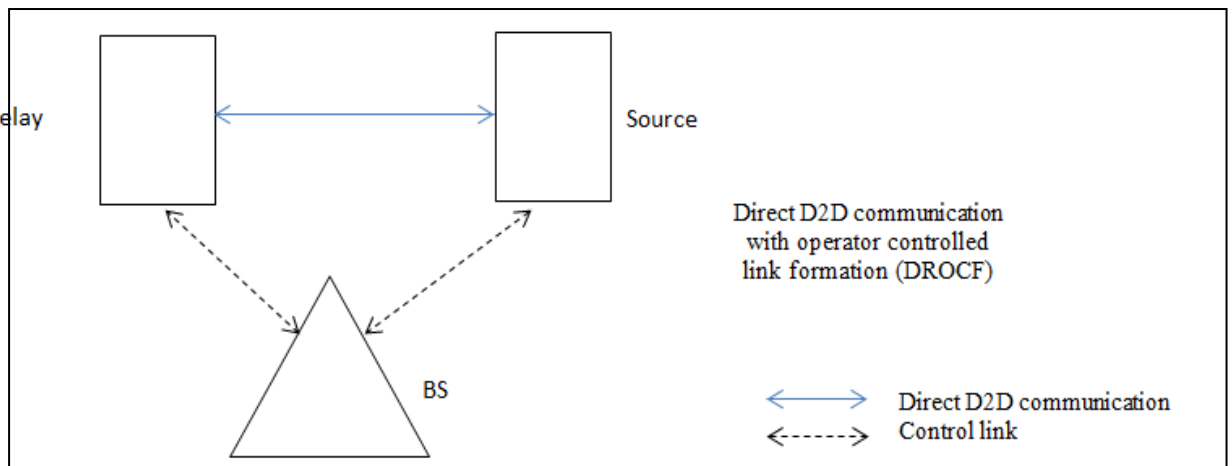 elay
Source
Direct D2D communication
with operator controlled
link formation (DROCF)
BS
Direct D2D communication
Control link